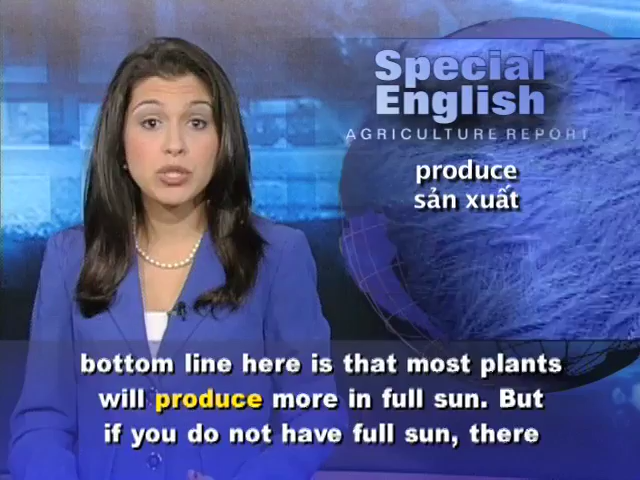 Special
English
AGRICULTURE REPORT
produce
sản xuất
bottom line here is that most plants
will produce more in full sun. But
if you do not have full sun, there